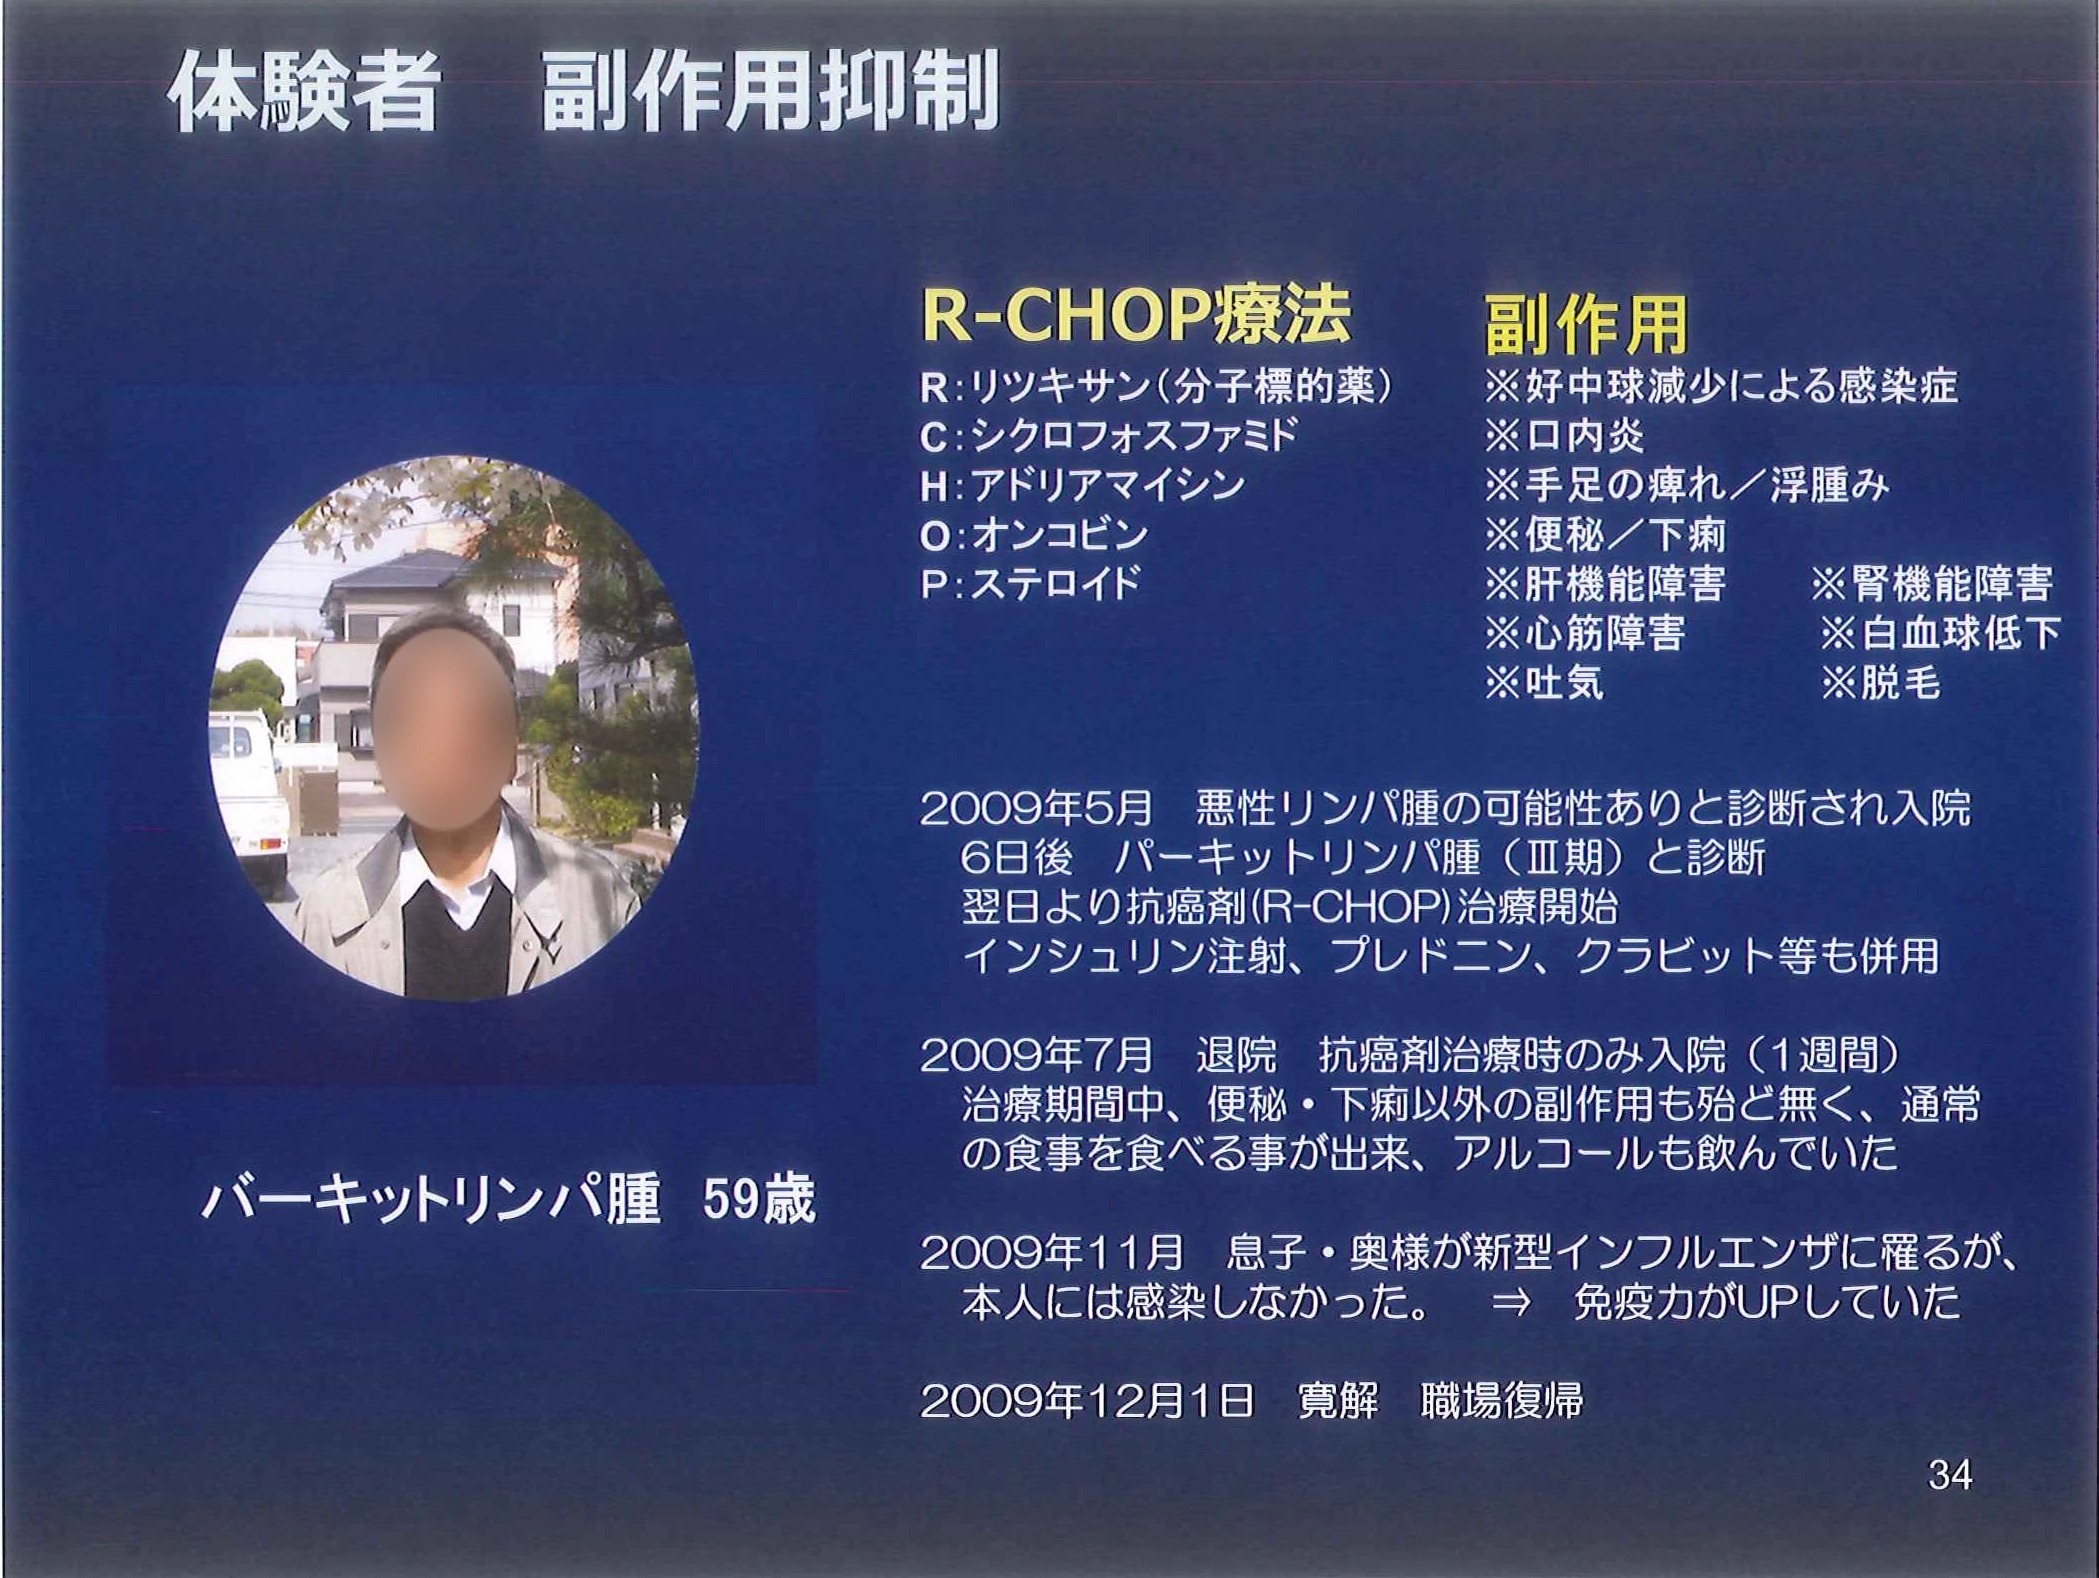 体験者　副作用抑制
R-CHOP療法
R：リツキサン（分子標的薬）
C：シクロフォスファミド
H：アドリアマイシン
O：オンコビン
P：ステロイド
副作用
※好中球減少による感染症
※口内炎
※手足の痺れ／浮腫み
※便秘／下痢
※肝機能障害　　※腎機能障害
※心筋障害　　　※白血球低下
※吐気　　　　　※脱毛
2009年5月　悪性リンパ腫の可能性ありと診断され入院
6日後　バーキットリンパ腫（Ⅲ期）と診断
翌日より抗癌剤(R-CHOP)治療開始
インシュリン注射、プレドニン、クラビット等も併用
2009年7月　退院　抗癌剤治療時のみ入院（1週間）
治療期間中、便秘・下痢以外の副作用も殆ど無く、通常
の食事を食べる事が出来、アルコールも飲んでいた
2009年11月　息子・奥様が新型インフルエンザに罹るが、
本人には感染しなかった。　⇒　免疫力がUPしていた
2009年12月1日　寛解　職場復帰
バーキットリンパ腫　59歳
34